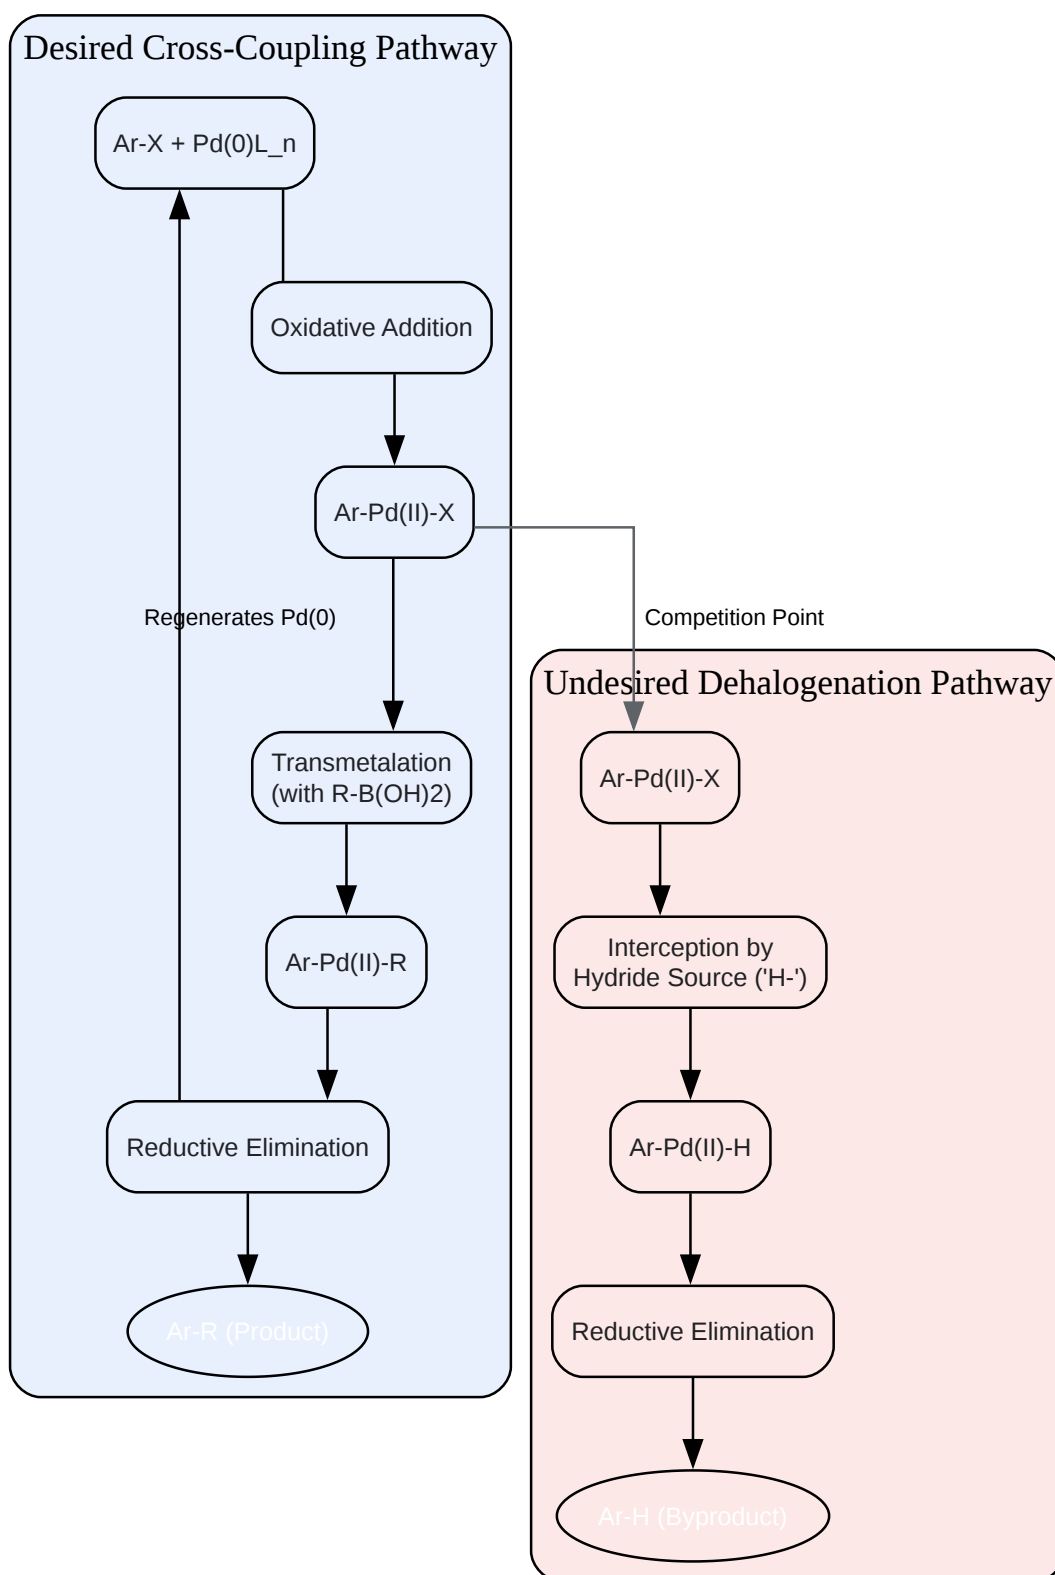 Desired Cross-Coupling Pathway
Ar-X + Pd(0)L_n
Oxidative Addition
Ar-Pd(II)-X
Regenerates Pd(0)
Transmetalation
(with R-B(OH)2)
Ar-Pd(II)-R
Reductive Elimination
Ar-R (Product)
Competition Point
Undesired Dehalogenation Pathway
Ar-Pd(II)-X
Interception by
Hydride Source ('H-')
Ar-Pd(II)-H
Reductive Elimination
Ar-H (Byproduct)